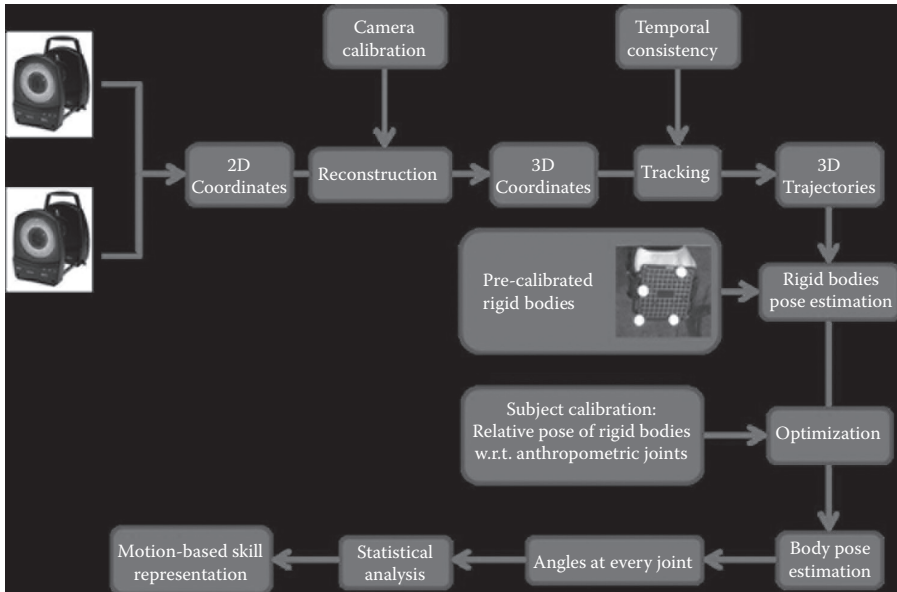 Camera
calibration
Temporal
consistency
2D
Coordinates
Reconstruction
3D
Coordinates
Tracking
3D
Trajectories
Pre-calibrated
rigid bodies
Rigid bodies
pose estimation
Subject calibration:
Relative pose of rigid bodies
w.r.t. anthropometric joints
Optimization
Motion-based skill
representation
Statistical
analysis
Angles at every joint
Body pose
estimation